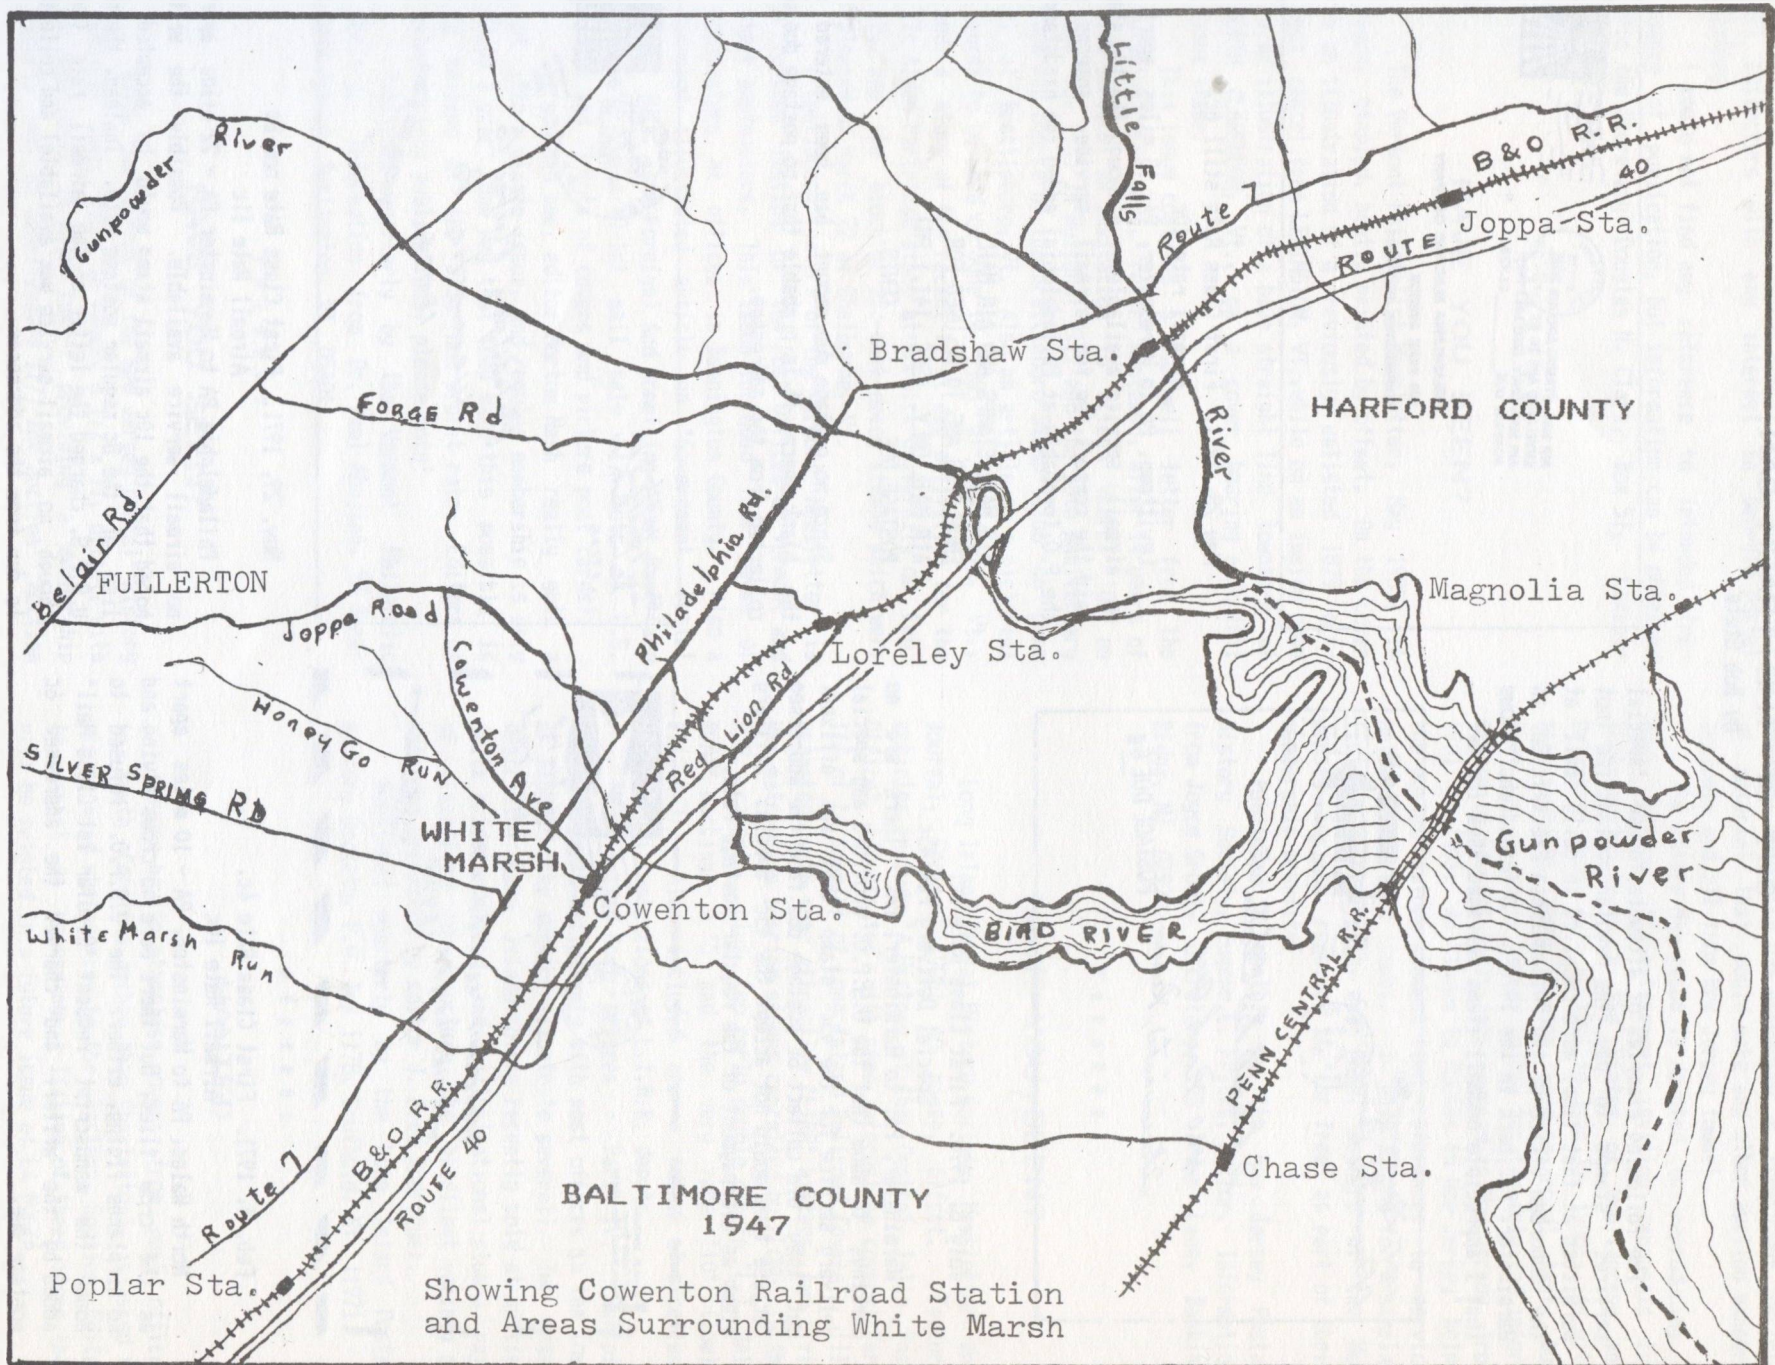 Gunpowder
River
Little
Falls
River
Route 7
B&O R.R.
ROUTE 40
Joppa Sta.
Bradshaw Sta.
HARFORD COUNTY
FORGE Rd
Belair Rd.
FULLERTON
Joppa Road
Philadelphia Rd.
Cowenton Ave
Honey Go RUN
SILVER SPRING RD
Loreley Sta.
Red Lion Rd
Magnolia Sta.
WHITE
MARSH
Cowenton Sta.
White Marsh
Run
BIRD RIVER
Gunpowder
River
PENN CENTRAL R.R.
B&O R.R.
ROUTE 40
Route 7
Chase Sta.
BALTIMORE COUNTY
1947
Poplar Sta.
Showing Cowenton Railroad Station
and Areas Surrounding White Marsh